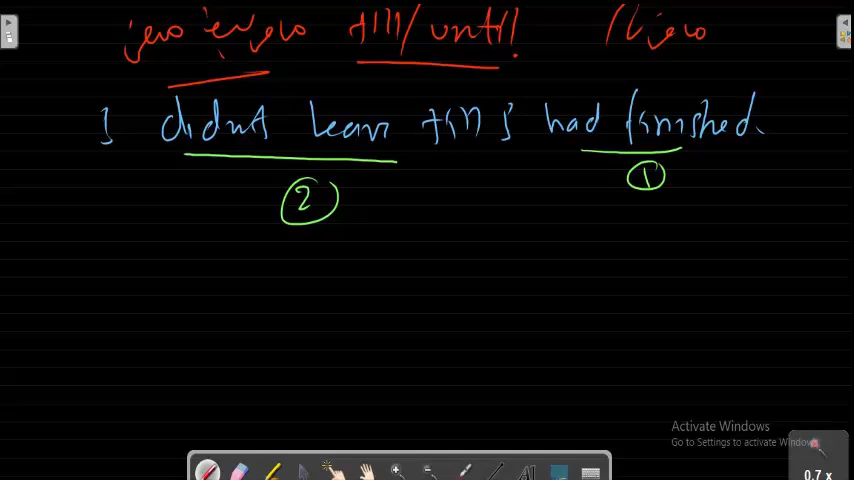 till/until
I didn't leave till I had finished.
2 1
Activate Windows
Go to Settings to activate Windows.
0.7 x